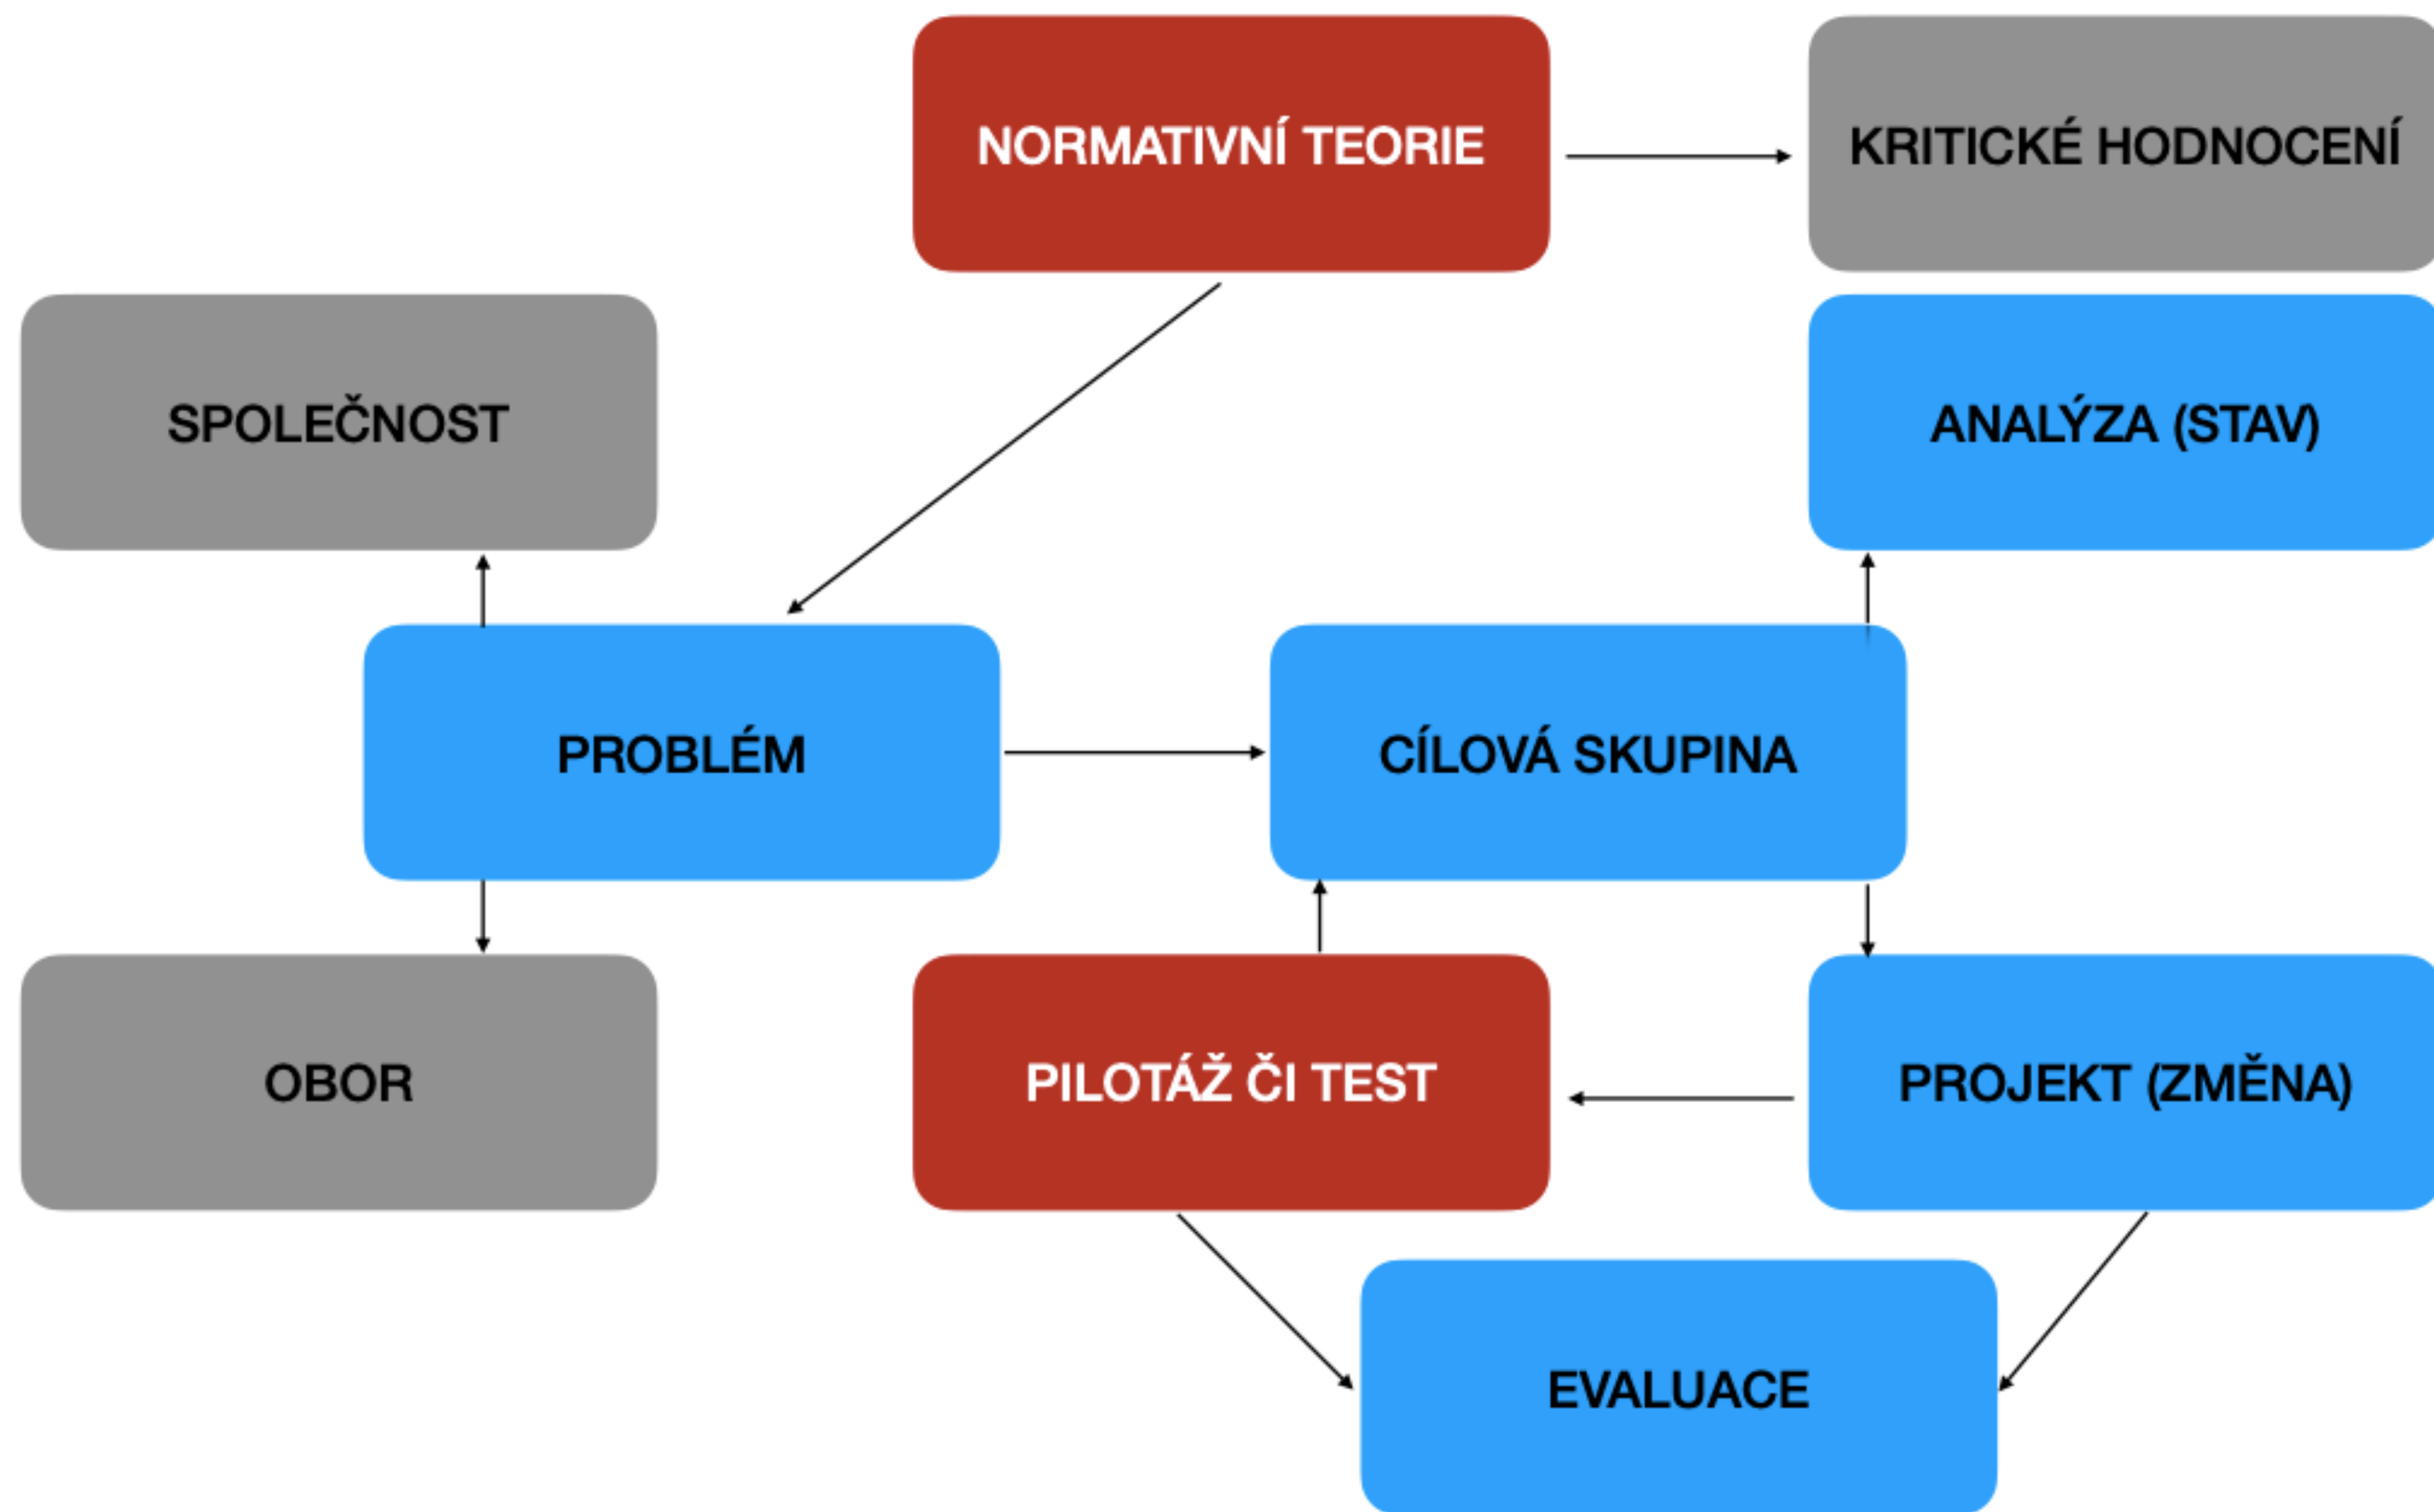 NORMATIVNÍ TEORIE
KRITICKÉ HODNOCENÍ
SPOLEČNOST
ANALÝZA (STAV)
PROBLÉM
CÍLOVÁ SKUPINA
OBOR
PILOTÁŽ ČI TEST
PROJEKT (ZMĚNA)
EVALUACE